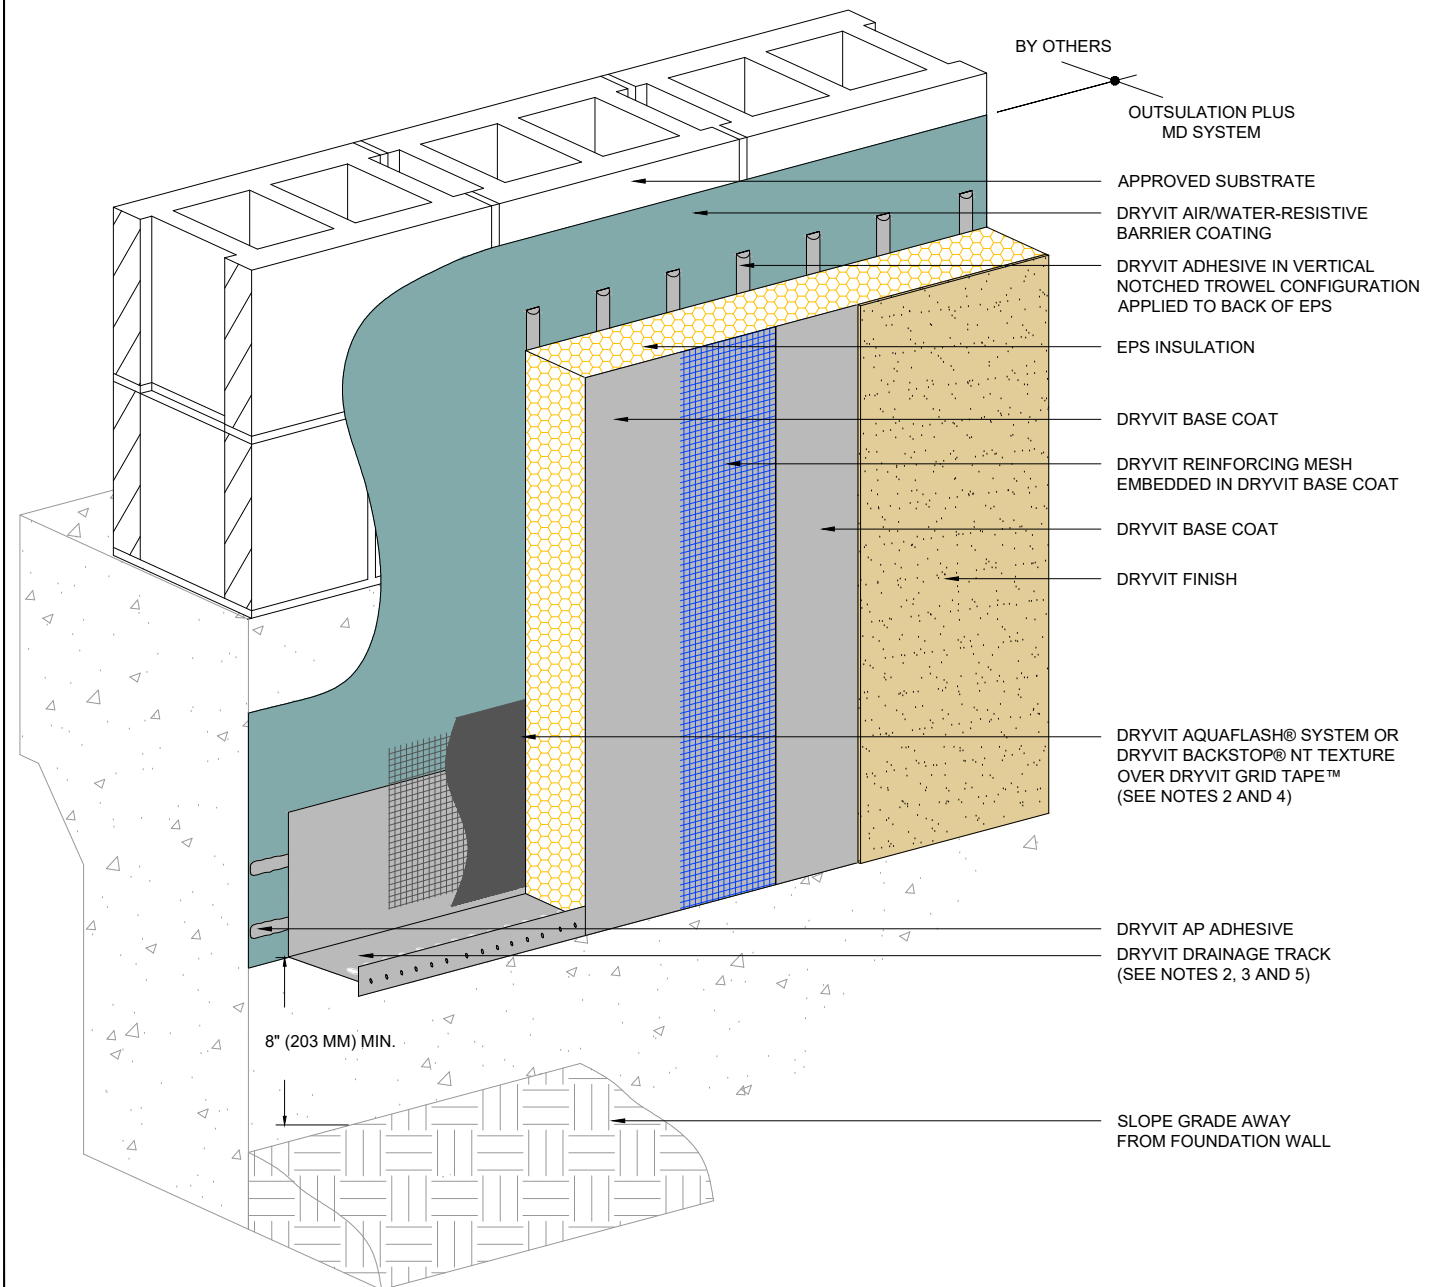 BY OTHERS
OUTSULATION PLUS
MD SYSTEM
APPROVED SUBSTRATE
DRYVIT AIR/WATER-RESISTIVE
BARRIER COATING
DRYVIT ADHESIVE IN VERTICAL
NOTCHED TROWEL CONFIGURATION
APPLIED TO BACK OF EPS
EPS INSULATION
DRYVIT BASE COAT
DRYVIT REINFORCING MESH
EMBEDDED IN DRYVIT BASE COAT
DRYVIT BASE COAT
DRYVIT FINISH
DRYVIT AQUAFLASH® SYSTEM OR
DRYVIT BACKSTOP® NT TEXTURE
OVER DRYVIT GRID TAPE™
(SEE NOTES 2 AND 4)
DRYVIT AP ADHESIVE
DRYVIT DRAINAGE TRACK
(SEE NOTES 2, 3 AND 5)
8" (203 MM) MIN.
SLOPE GRADE AWAY
FROM FOUNDATION WALL